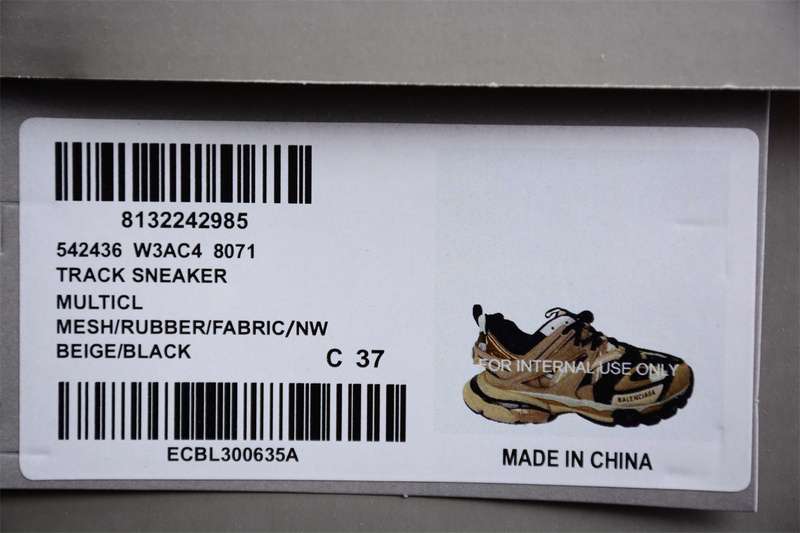 8132242985
542436 W3AC4 8071
TRACK SNEAKER
MULTICL
MESH/RUBBER/FABRIC/NW
BEIGE/BLACK
C 37
ECBL300635A
FOR INTERNAL USE ONLY
BALENCIAGA
MADE IN CHINA